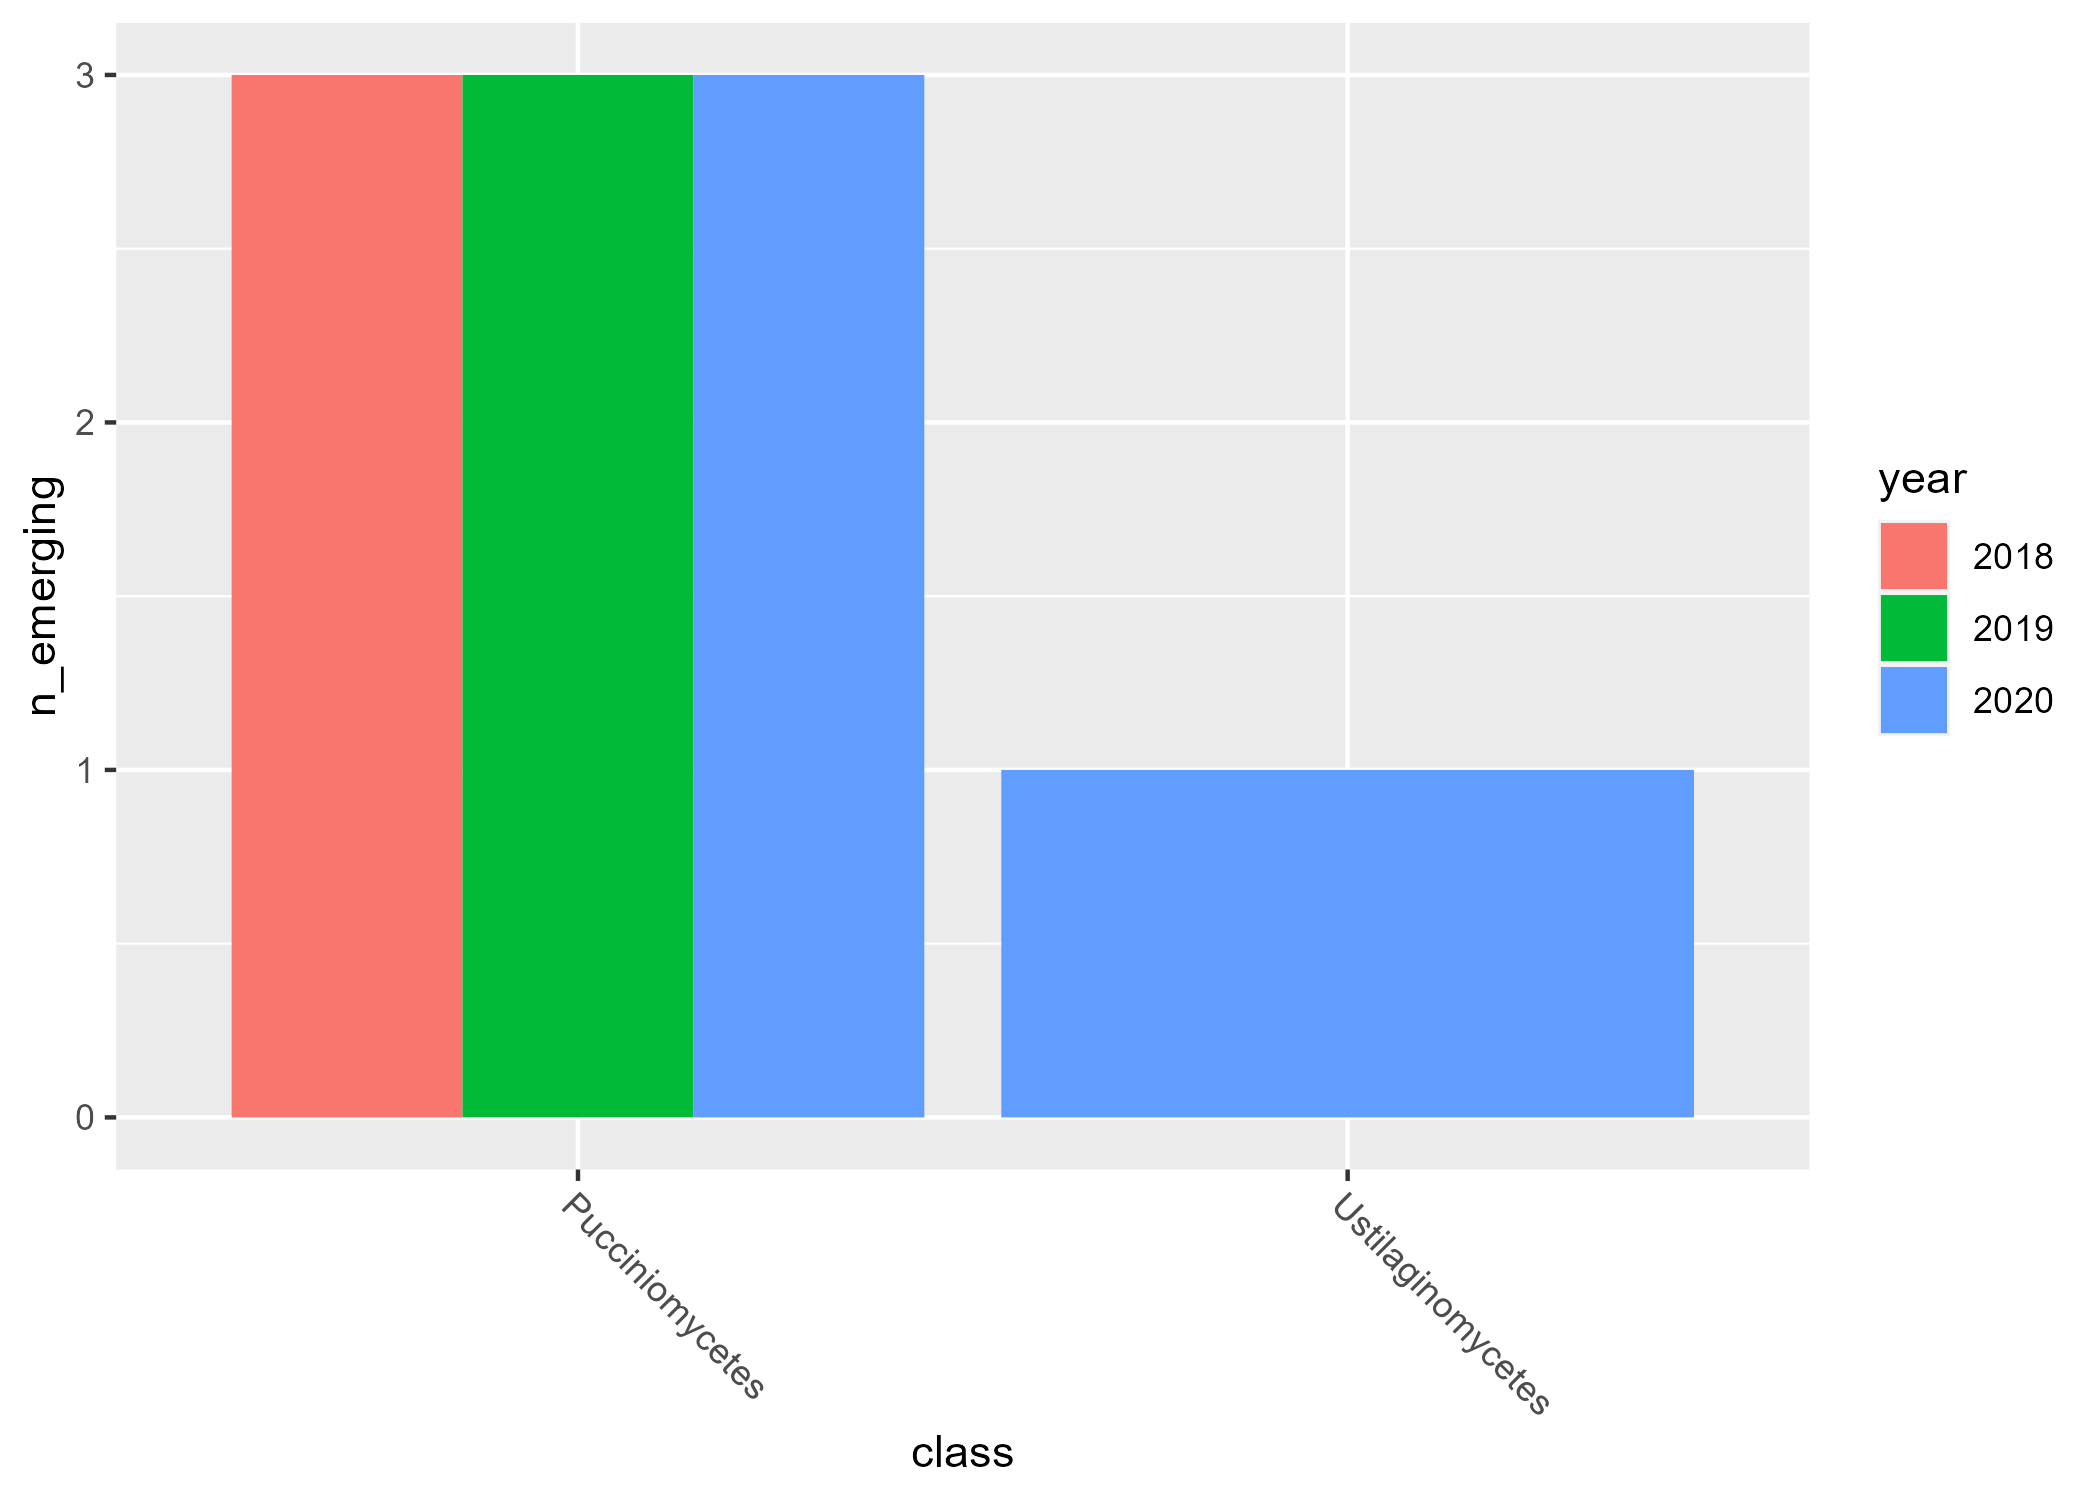 3
2
1
0
n_emerging
Pucciniomycetes
Ustilaginomycetes
class
year
2018
2019
2020